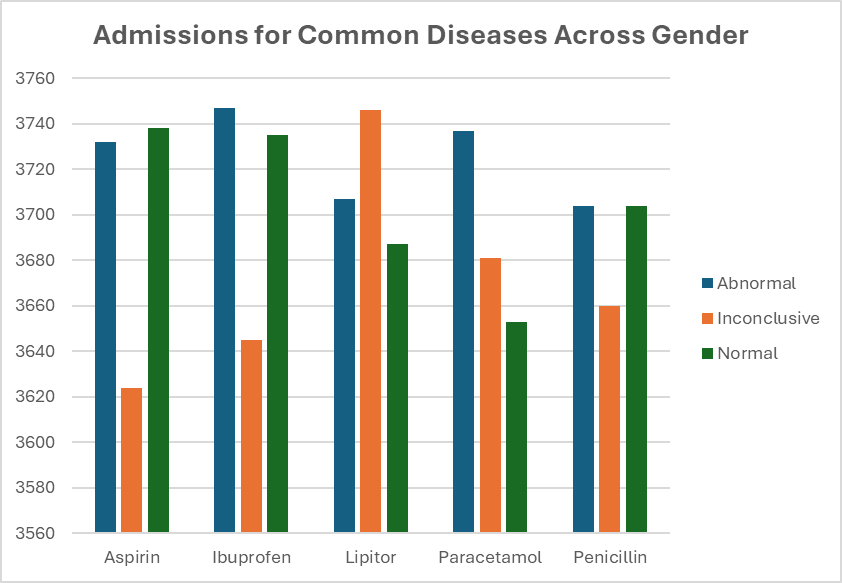 Admissions for Common Diseases Across Gender
3760
3740
3720
3700
3680
3660
3640
3620
3600
3580
3560
Aspirin Ibuprofen Lipitor Paracetamol Penicillin
Abnormal
Inconclusive
Normal